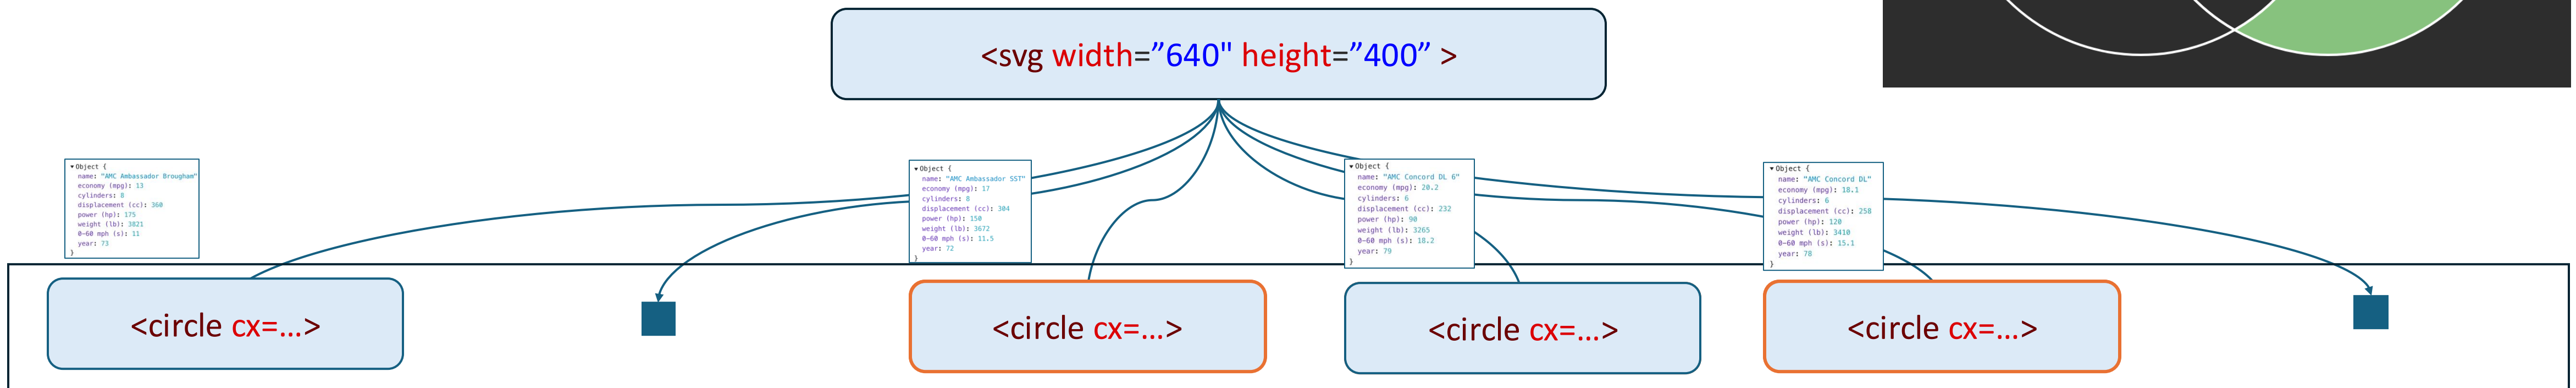 <svg width=”640" height=”400” >
▾Object {
name: "AMC Ambassador Brougham"
economy (mpg): 13
cylinders: 8
displacement (cc): 360
power (hp): 175
weight (lb): 3821
0-60 mph (s): 11
year: 73
}
▾Object {
name: "AMC Ambassador SST"
economy (mpg): 17
cylinders: 8
displacement (cc): 304
power (hp): 150
weight (lb): 3672
0-60 mph (s): 11.5
year: 72
}
▾Object {
name: "AMC Concord DL 6"
economy (mpg): 20.2
cylinders: 6
displacement (cc): 232
power (hp): 90
weight (lb): 3265
0-60 mph (s): 18.2
year: 79
}
▾Object {
name: "AMC Concord DL"
economy (mpg): 18.1
cylinders: 6
displacement (cc): 258
power (hp): 120
weight (lb): 3410
0-60 mph (s): 15.1
year: 78
}
<circle cx=...>
<circle cx=...>
<circle cx=...>
<circle cx=...>